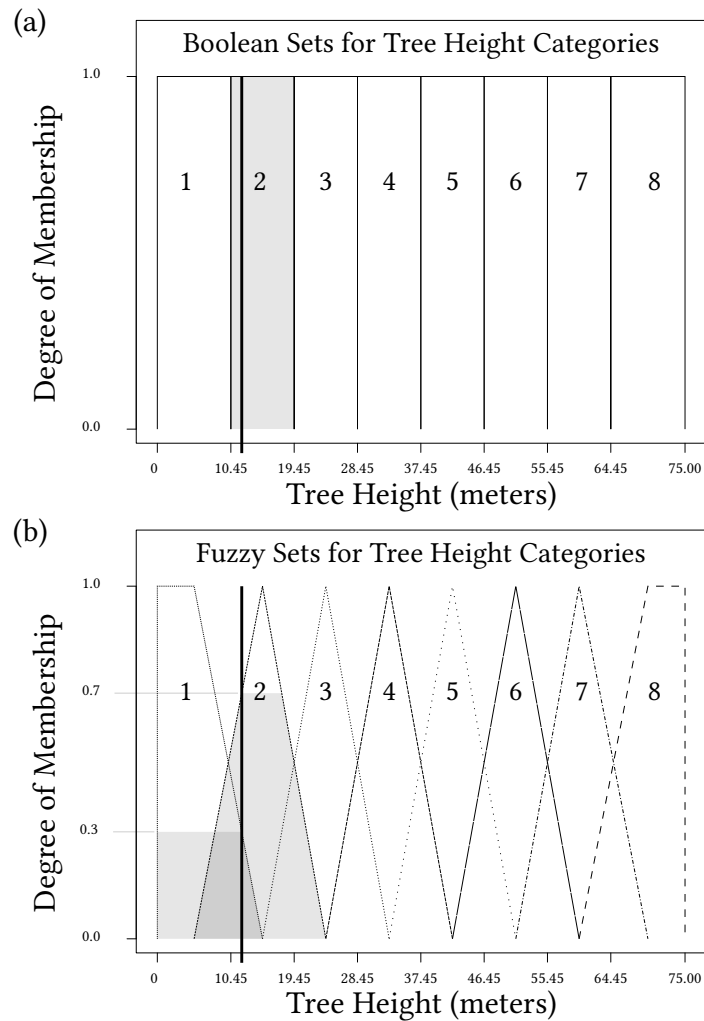 (a)
Boolean Sets for Tree Height Categories
Degree of Membership
1.0
1 2 3 4 5 6 7 8
0.0
0 10.45 19.45 28.45 37.45 46.45 55.45 64.45 75.00
Tree Height (meters)
(b)
Fuzzy Sets for Tree Height Categories
Degree of Membership
1.0
0.7
1 2 3 4 5 6 7 8
0.3
0.0
0 10.45 19.45 28.45 37.45 46.45 55.45 64.45 75.00
Tree Height (meters)